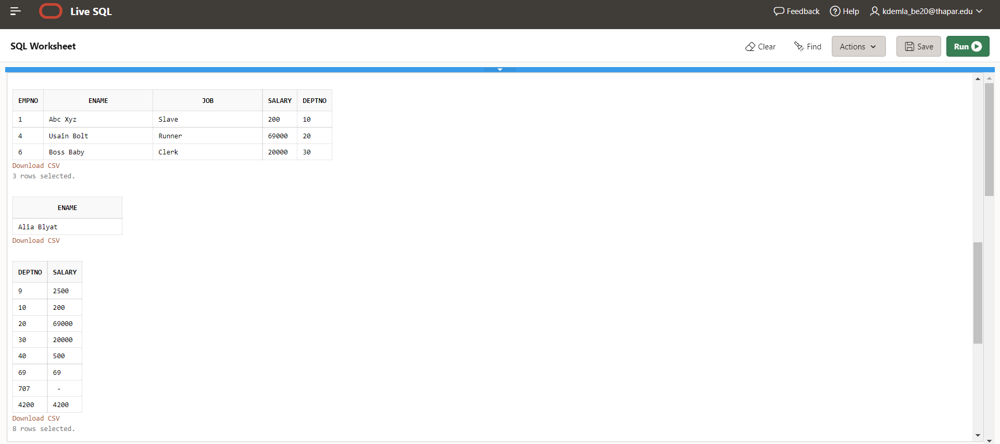 Live SQL Feedback Help kdemla_be20@thapar.edu
SQL Worksheet Clear Find Actions Save Run
EMPNO ENAME JOB SALARY DEPTNO
1 Abc Xyz Slave 200 10
4 Usain Bolt Runner 69000 20
6 Boss Baby Clerk 20000 30
Download CSV
3 rows selected.
ENAME
Alia Blyat
Download CSV
DEPTNO SALARY
9 2500
10 200
20 69000
30 20000
40 500
69 69
707 -
4200 4200
Download CSV
8 rows selected.